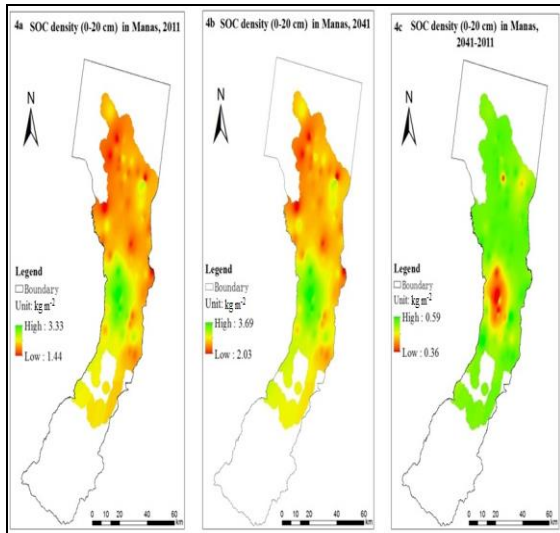 4a SOC density (0-20 cm) in Manas, 2011
N
Legend
Boundary
Unit: kg m-2
High : 3.33
Low : 1.44
0 10 20 40 60
km
4b SOC density (0-20 cm) in Manas, 2041
N
Legend
Boundary
Unit: kg m-2
High : 3.69
Low : 2.03
0 10 20 40 60
km
4c SOC density (0-20 cm) in Manas,
2041-2011
N
Legend
Boundary
Unit: kg m-2
High : 0.59
Low : 0.36
0 10 20 40 60
km